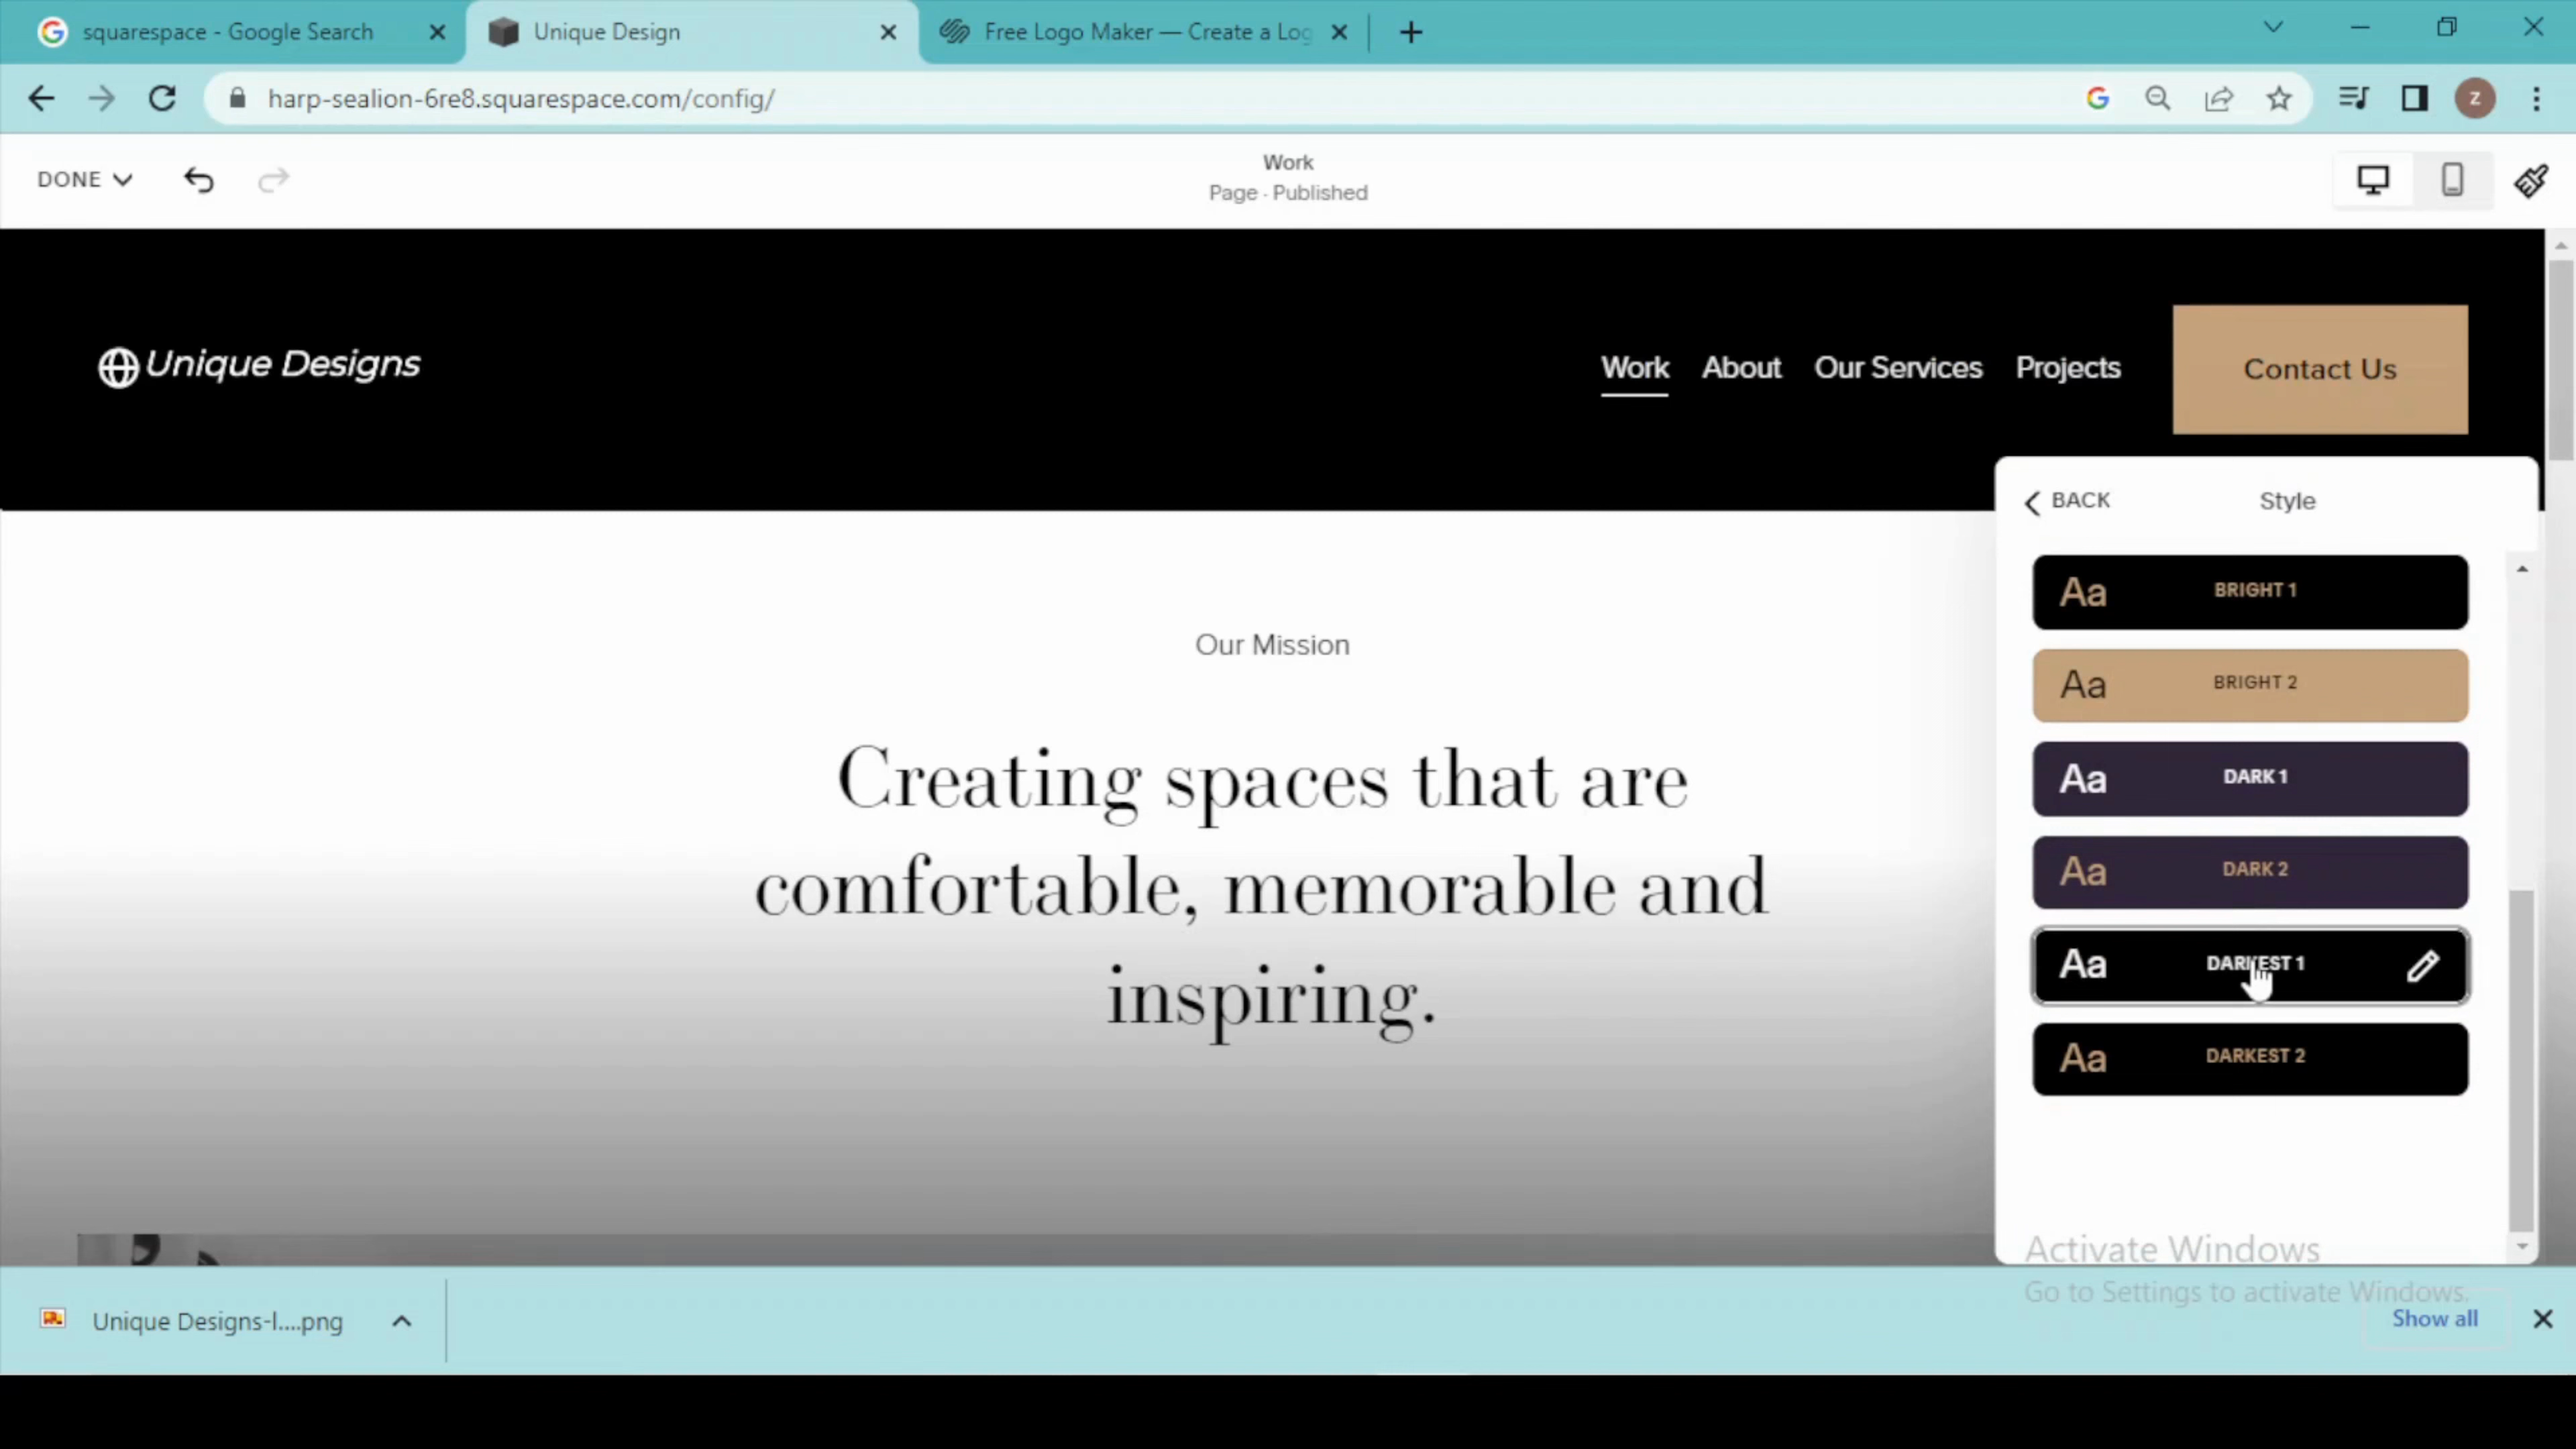 squarespace - Google Search
Unique Design
Free Logo Maker — Create a Log
harp-sealion-6re8.squarespace.com/config/
Z
DONE
Work
Page · Published
Unique Designs
Work
About
Our Services
Projects
Contact Us
BACK
Style
Aa BRIGHT 1
Aa BRIGHT 2
Aa DARK 1
Aa DARK 2
Aa DARKEST 1
Aa DARKEST 2
Our Mission
Creating spaces that are
comfortable, memorable and
inspiring.
Activate Windows
Go to Settings to activate Windows.
Unique Designs-l....png
Show all